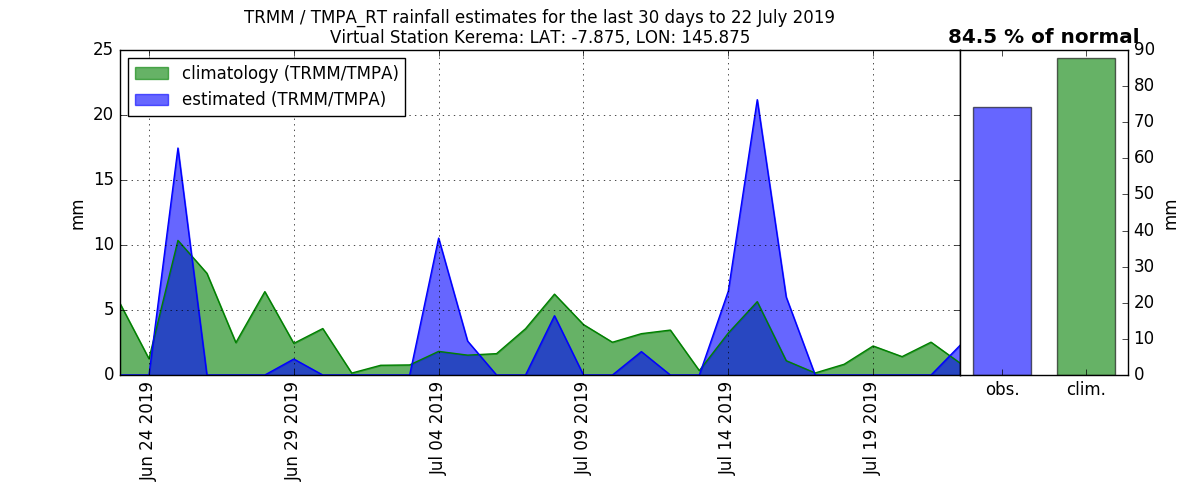 TRMM / TMPA_RT rainfall estimates for the last 30 days to 22 July 2019
Virtual Station Kerema: LAT: -7.875, LON: 145.875
84.5 % of normal
climatology (TRMM/TMPA)
estimated (TRMM/TMPA)
25
20
15
10
5
0
mm
Jun 24 2019
Jun 29 2019
Jul 04 2019
Jul 09 2019
Jul 14 2019
Jul 19 2019
obs.
clim.
90
80
70
60
50
40
30
20
10
0
mm